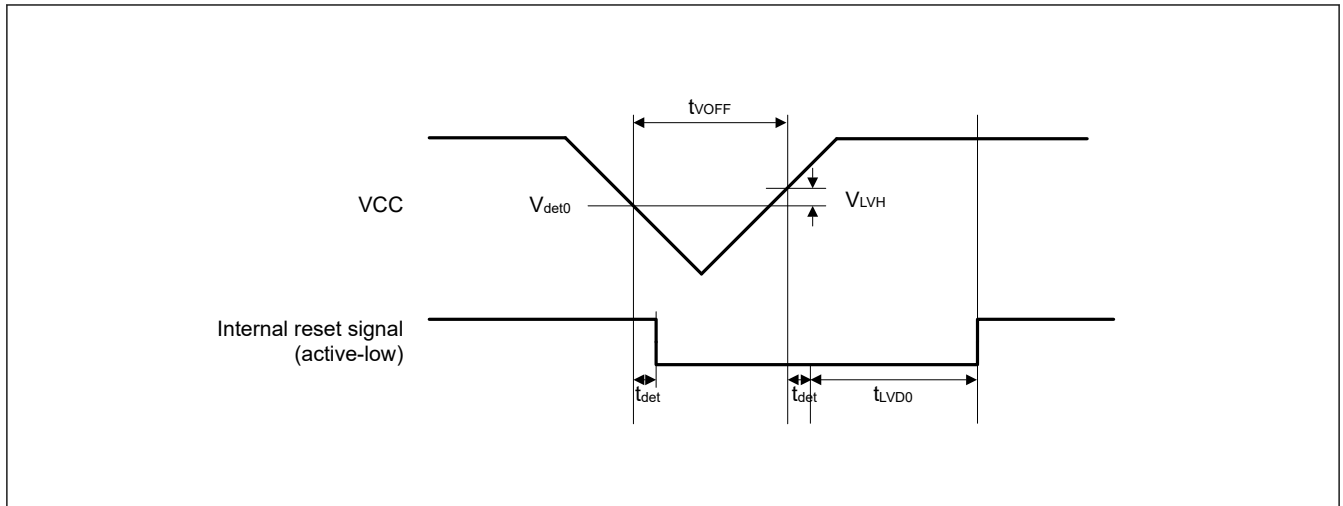 tVOFF
VCC
Vdet0
VLVH
Internal reset signal
(active-low)
tdet
tdet
tLVD0